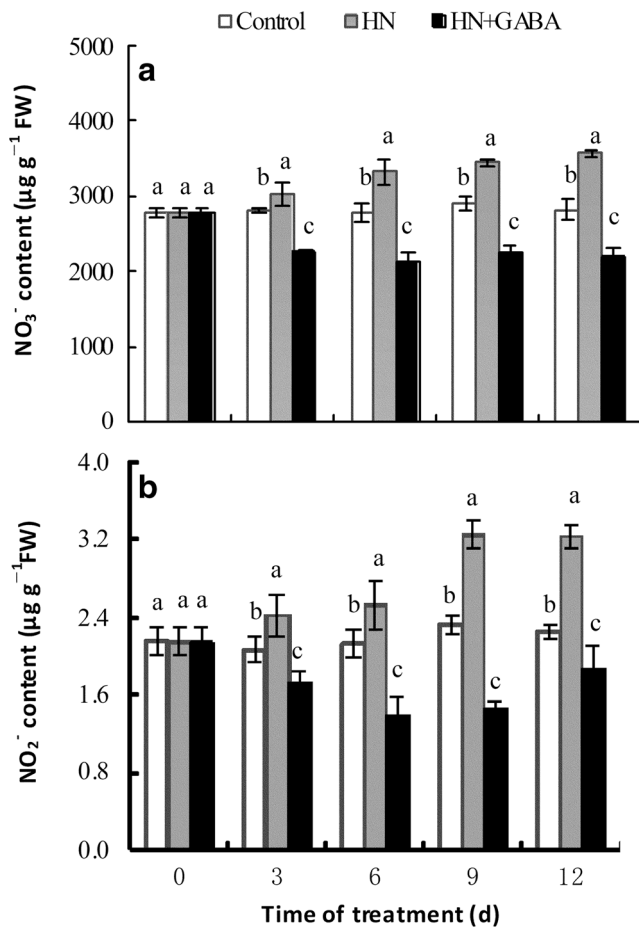 Control HN HN+GABA
a
5000
4000
3000
2000
1000
0
NO₃⁻ content (µg g⁻¹ FW)
a a a
b a c
b a c
b a c
b a c
b
4.0
3.2
2.4
1.6
0.8
0.0
NO₂⁻ content (µg g⁻¹FW)
a a a
b a c
b a c
b a c
b a c
0 3 6 9 12
Time of treatment (d)